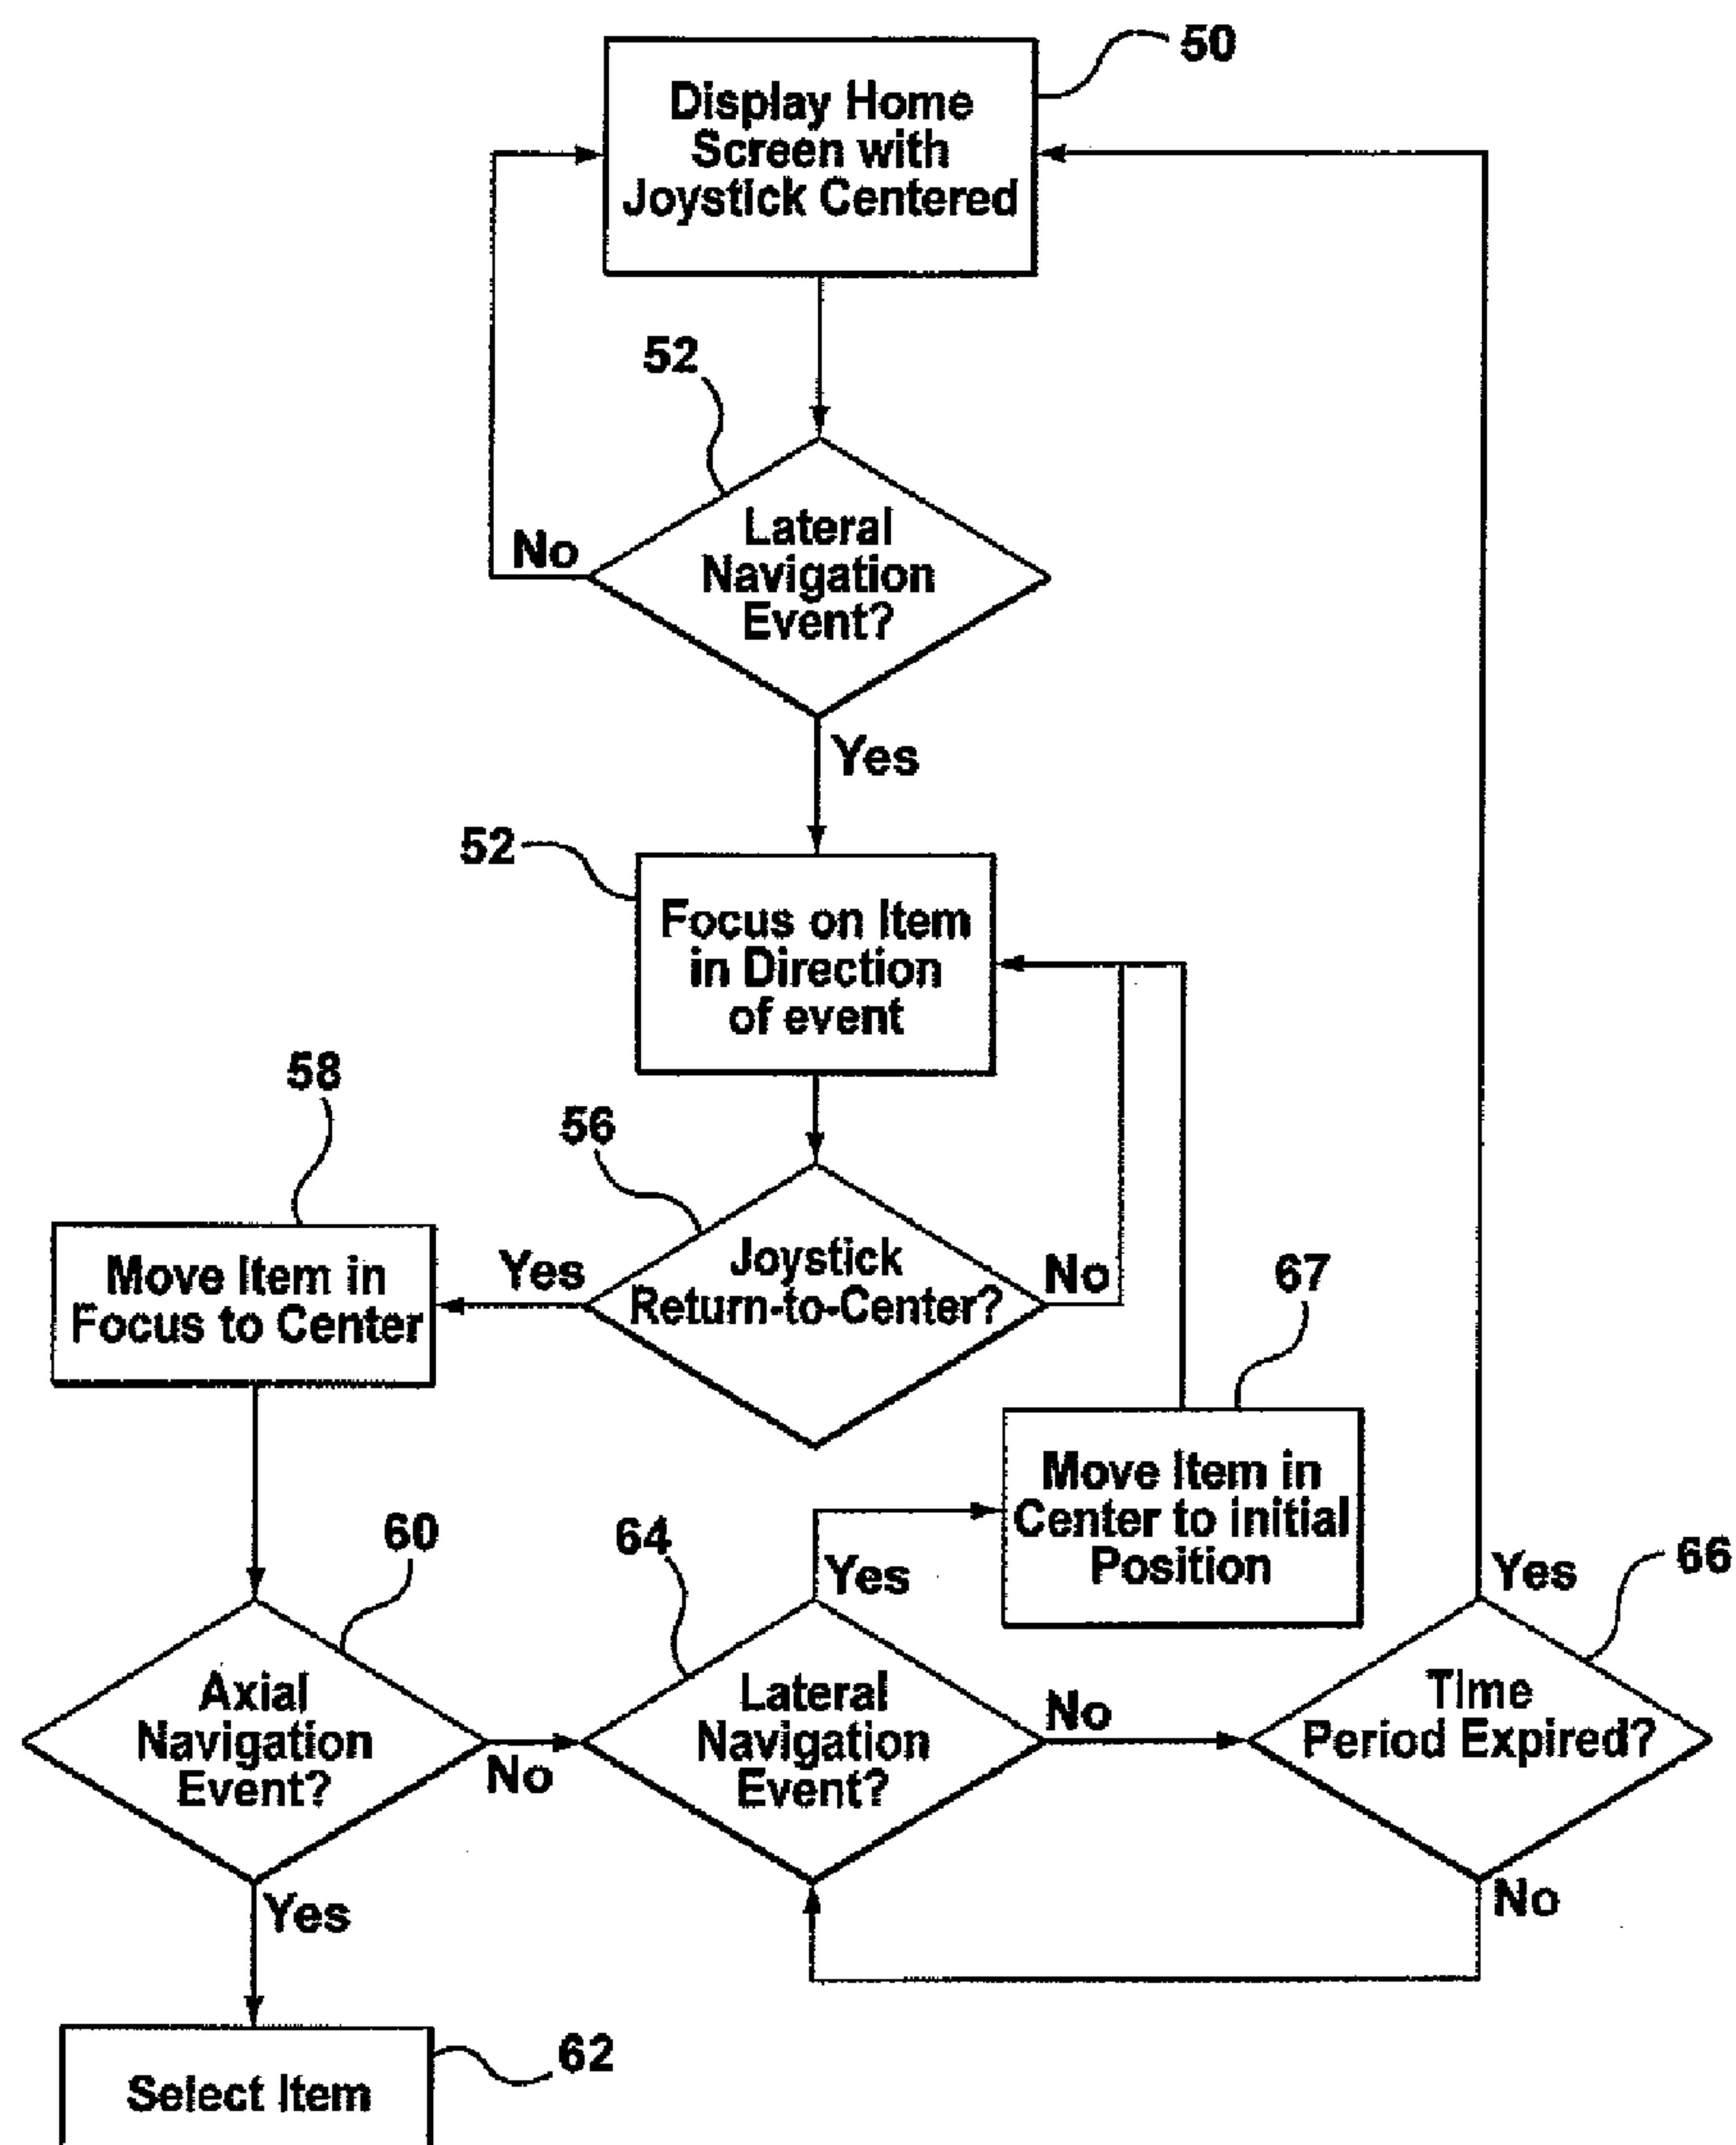 50
Display Home
Screen with
Joystick Centered
52
Lateral
Navigation
Event?
No
Yes
52
Focus on Item
in Direction
of event
58
56
Move Item in
Focus to Center
Yes
Joystick
Return-to-Center?
No
67
Move Item in
Center to Initial
Position
60
64
Yes
Yes
66
Axial
Navigation
Event?
No
Lateral
Navigation
Event?
No
Time
Period Expired?
Yes
No
62
Select Item